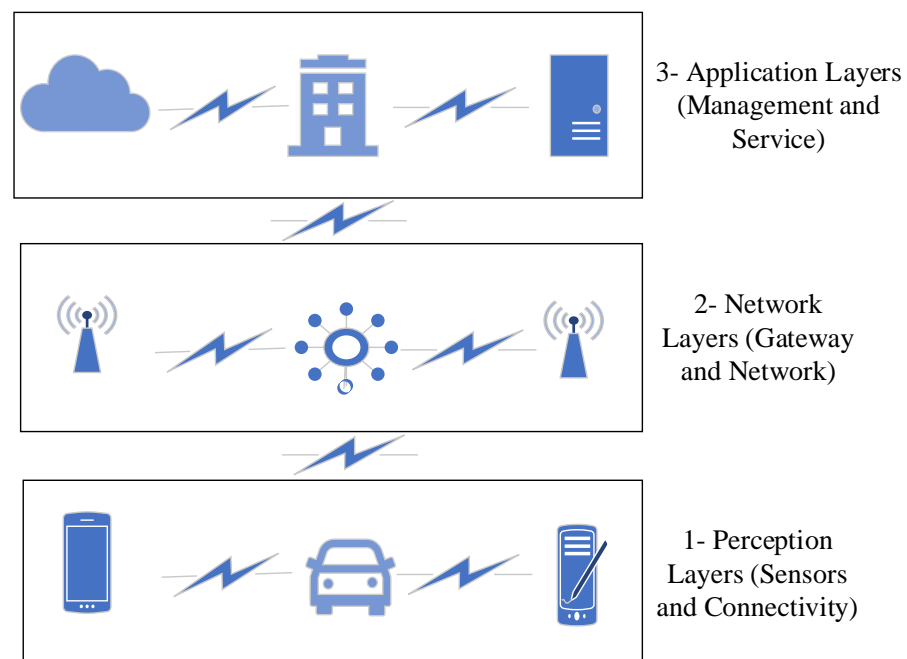 3- Application Layers
(Management and
Service)
2- Network
Layers (Gateway
and Network)
1- Perception
Layers (Sensors
and Connectivity)